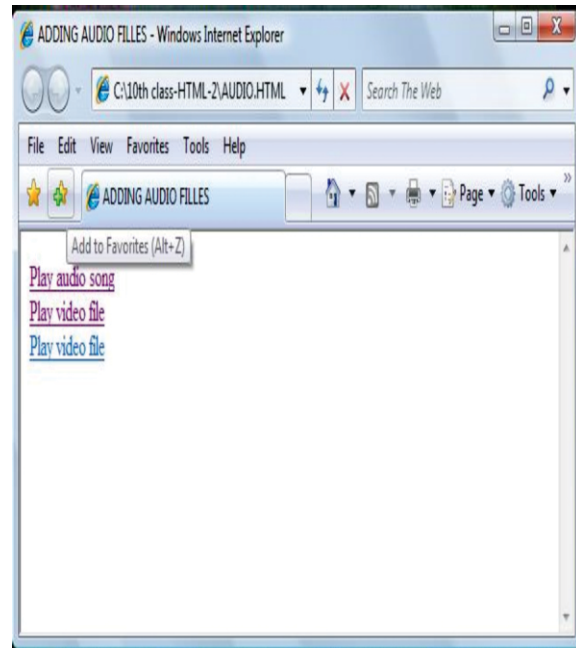 ADDING AUDIO FILLES - Windows Internet Explorer
C:\10th class-HTML-2\AUDIO.HTML Search The Web
File Edit View Favorites Tools Help
ADDING AUDIO FILLES Page Tools »
Add to Favorites (Alt+Z)
Play audio song
Play video file
Play video file